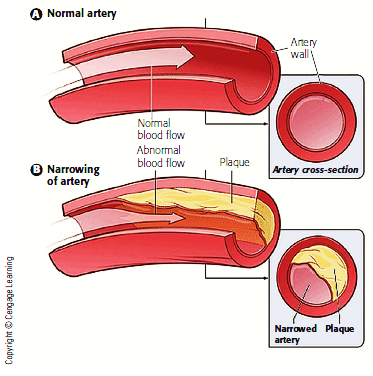 A Normal artery
Artery
wall
Normal
blood flow
Artery cross-section
Abnormal
blood flow
Plaque
B Narrowing
of artery
Narrowed
artery
Plaque
Copyright © Cengage Learning